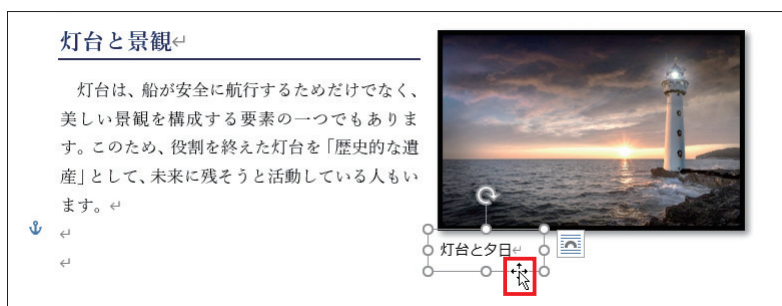 灯台と景観↵
　灯台は、船が安全に航行するためだけでなく、
美しい景観を構成する要素の一つでもありま
す。このため、役割を終えた灯台を「歴史的な遺
産」として、未来に残そうと活動している人もい
ます。↵
↵
↵
灯台と夕日↵